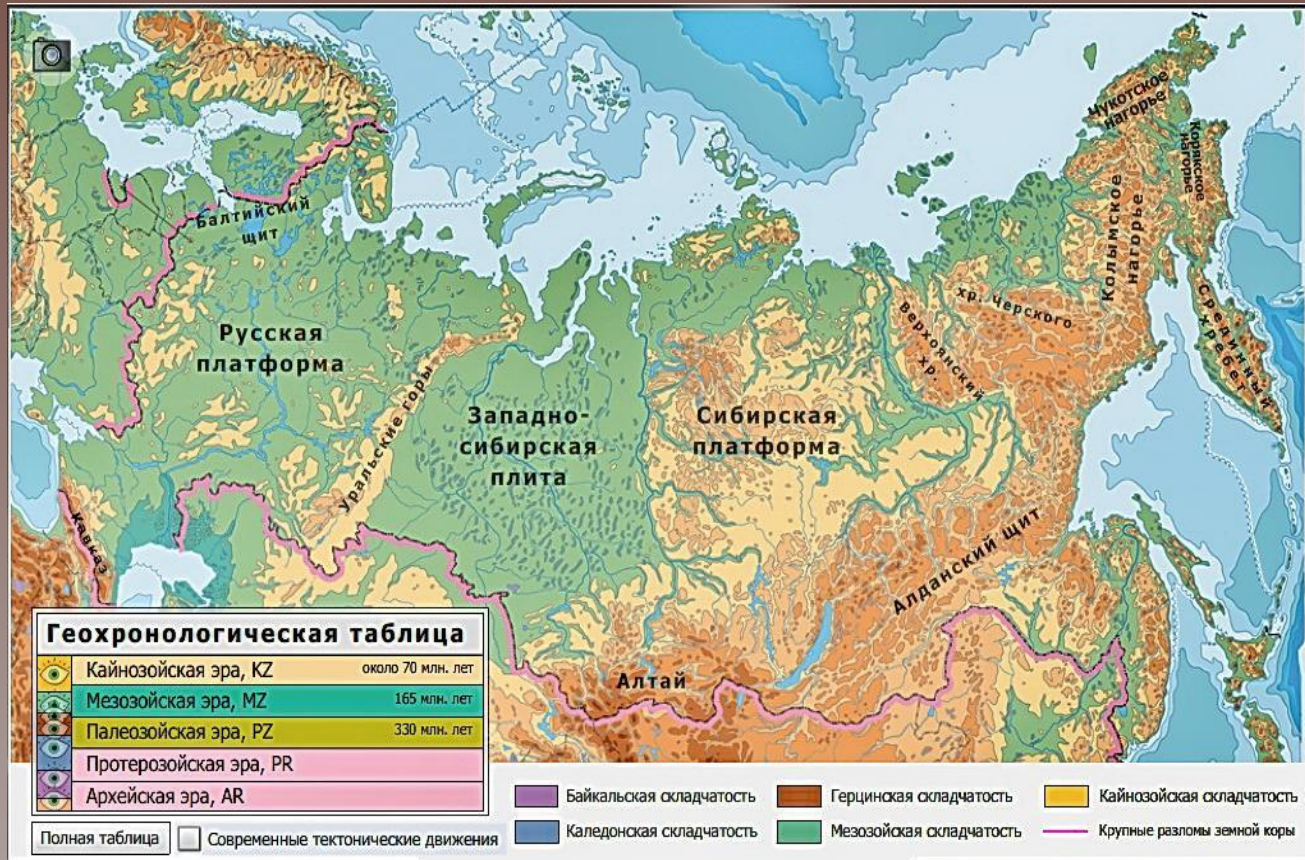 Чукотское
нагорье
Корякское
нагорье
Балтийский
щит
Колымское
нагорье
хр. Черского
Срединный
хребет
Верхоянский
хр.
Русская
платформа
Уральские горы
Западно-
сибирская
плита
Сибирская
платформа
Кавказ
Алданский щит
Алтай
Геохронологическая таблица
Кайнозойская эра, KZ около 70 млн. лет
Мезозойская эра, MZ 165 млн. лет
Палеозойская эра, PZ 330 млн. лет
Протерозойская эра, PR
Архейская эра, AR
Полная таблица
Современные тектонические движения
Байкальская складчатость
Герцинская складчатость
Кайнозойская складчатость
Каледонская складчатость
Мезозойская складчатость
Крупные разломы земной коры